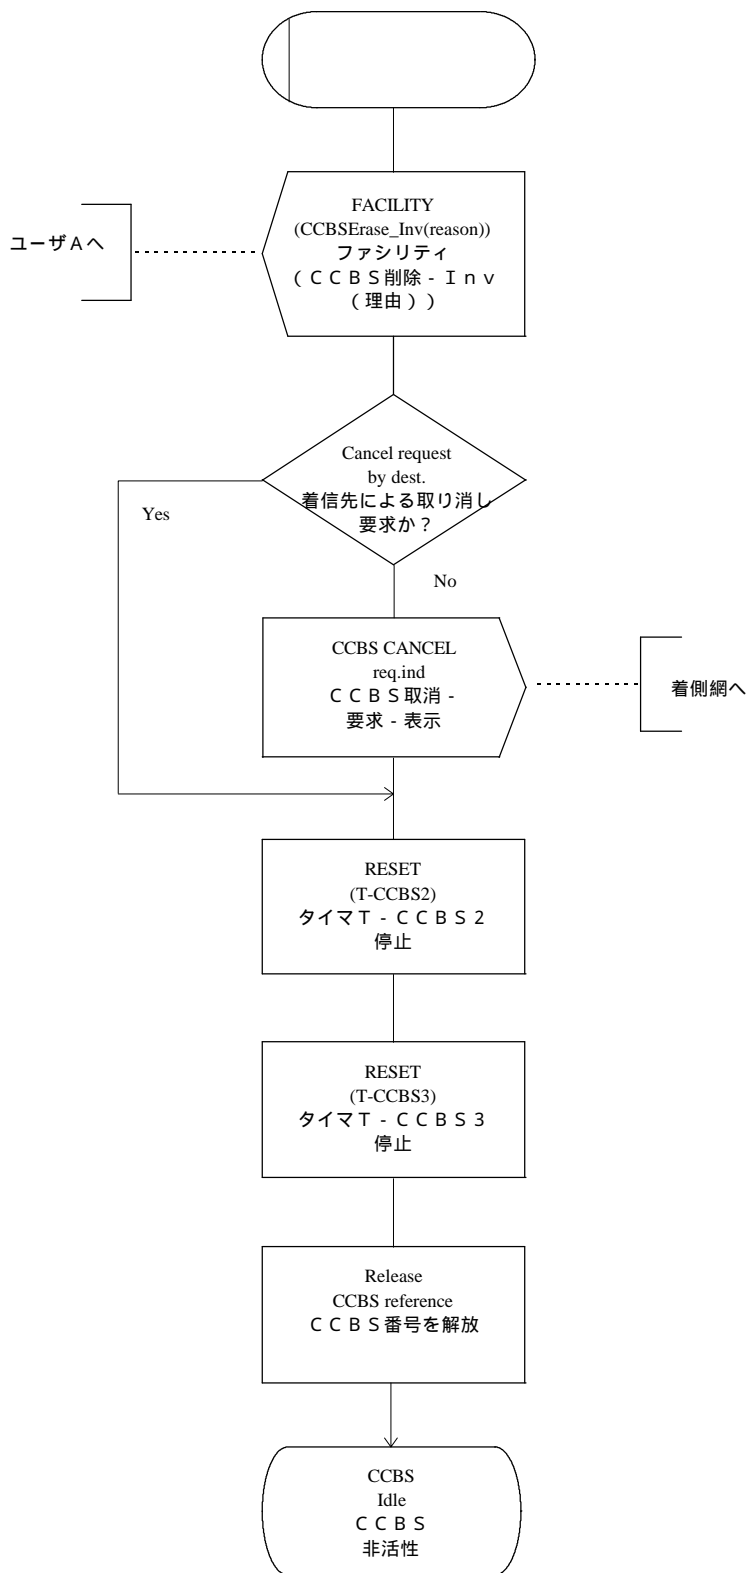 FACILITY
(CCBSErase_Inv(reason))
ファシリティ
(ＣＣＢＳ削除 - Ｉｎｖ
(理由))
ユーザＡへ
Cancel request
by dest.
着信先による取り消し
要求か？
Yes
No
CCBS CANCEL
req.ind
ＣＣＢＳ取消 -
要求 - 表示
着側網へ
RESET
(T-CCBS2)
タイマＴ - ＣＣＢＳ２
停止
RESET
(T-CCBS3)
タイマＴ - ＣＣＢＳ３
停止
Release
CCBS reference
ＣＣＢＳ番号を解放
CCBS
Idle
ＣＣＢＳ
非活性